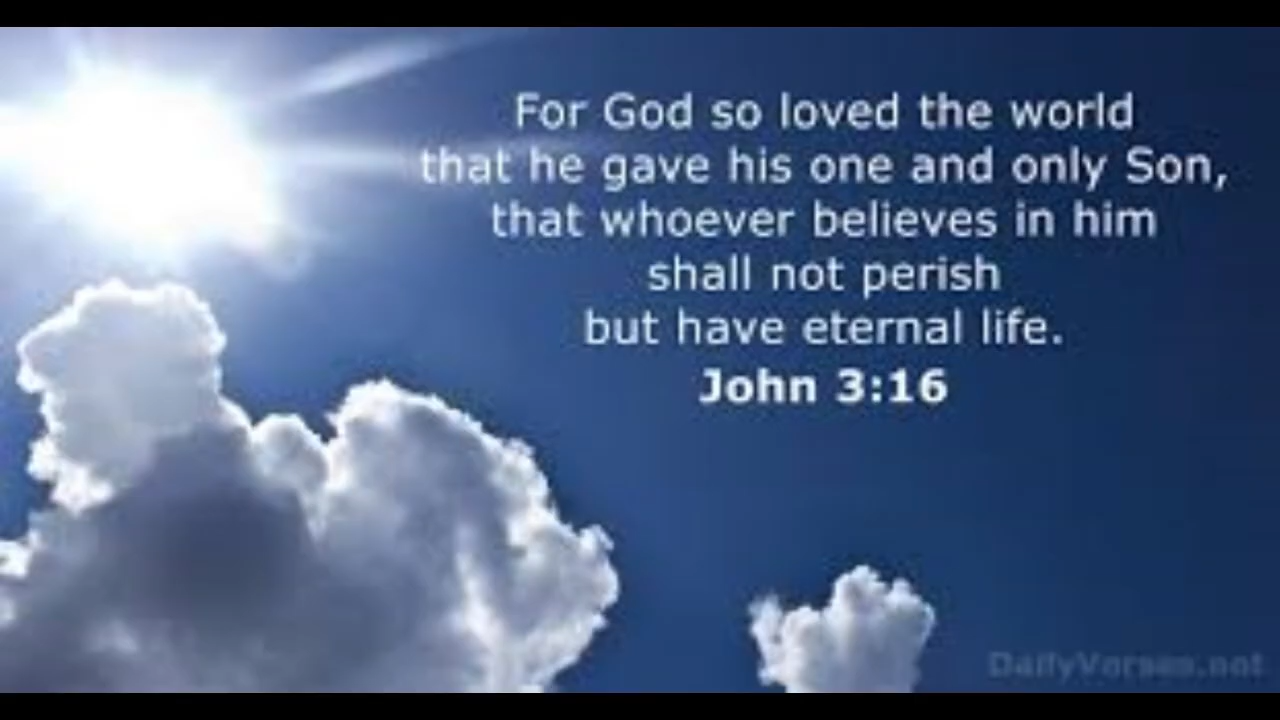 For God so loved the world
that he gave his one and only Son,
that whoever believes in him
shall not perish
but have eternal life.
John 3:16
DailyVerses.net